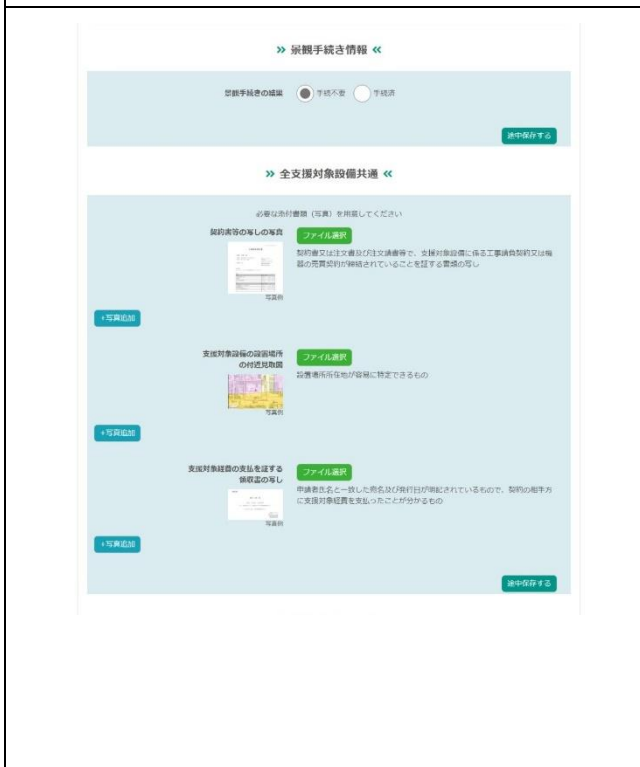 » 景観手続き情報 «
景観手続きの結果 手続不要 手続済
途中保存する
» 全支援対象設備共通 «
必要な添付書類（写真）を用意してください
契約書等の写しの写真
ファイル選択
契約書又は注文書及び注文請書等で、支援対象設備に係る工事請負契約又は機
器の売買契約が締結されていることを証する書類の写し
写真例
+写真追加
支援対象設備の設置場所
の付近見取図
ファイル選択
設置場所所在地が容易に特定できるもの
写真例
+写真追加
支援対象経費の支払を証する
領収書の写し
ファイル選択
申請者氏名と一致した宛名及び発行日が明記されているもので、契約の相手方
に支援対象経費を支払ったことが分かるもの
写真例
+写真追加
途中保存する